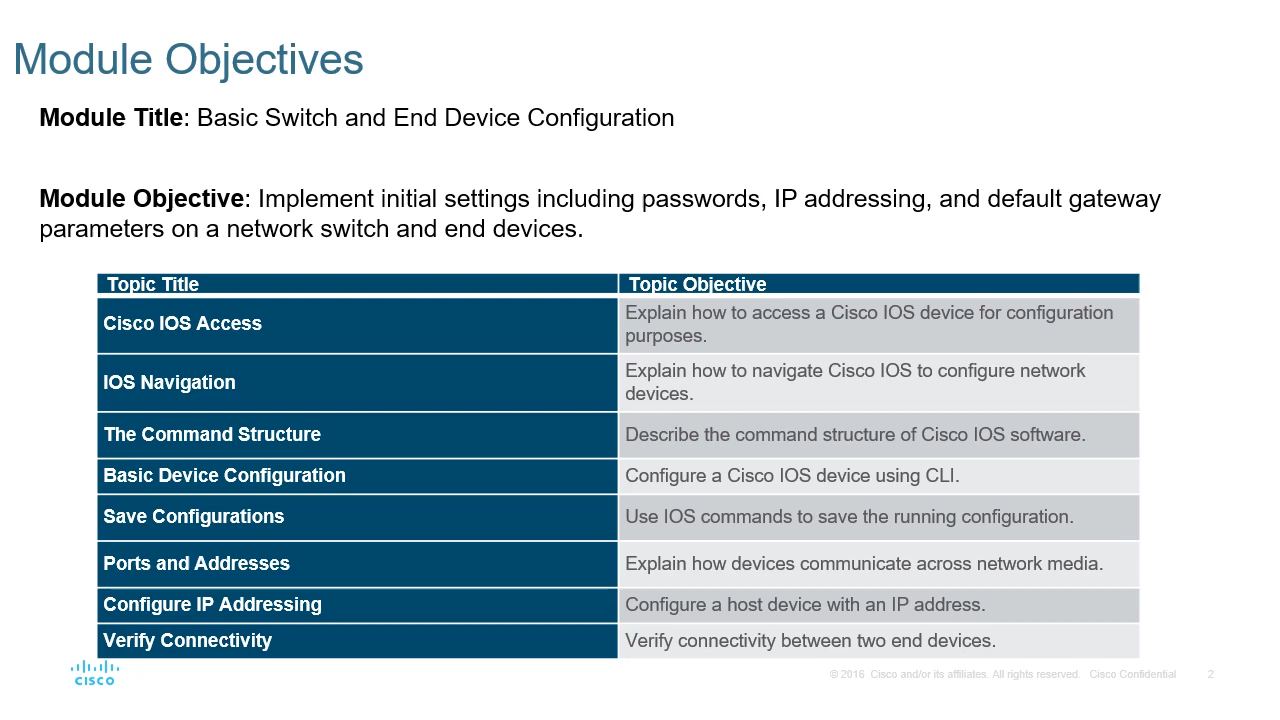 Module Objectives
Module Title: Basic Switch and End Device Configuration
Module Objective: Implement initial settings including passwords, IP addressing, and default gateway
parameters on a network switch and end devices.
Topic Title
Topic Objective
Cisco IOS Access
Explain how to access a Cisco IOS device for configuration
purposes.
IOS Navigation
Explain how to navigate Cisco IOS to configure network
devices.
The Command Structure
Describe the command structure of Cisco IOS software.
Basic Device Configuration
Configure a Cisco IOS device using CLI.
Save Configurations
Use IOS commands to save the running configuration.
Ports and Addresses
Explain how devices communicate across network media.
Configure IP Addressing
Configure a host device with an IP address.
Verify Connectivity
Verify connectivity between two end devices.
CISCO
© 2016 Cisco and/or its affiliates. All rights reserved. Cisco Confidential
2